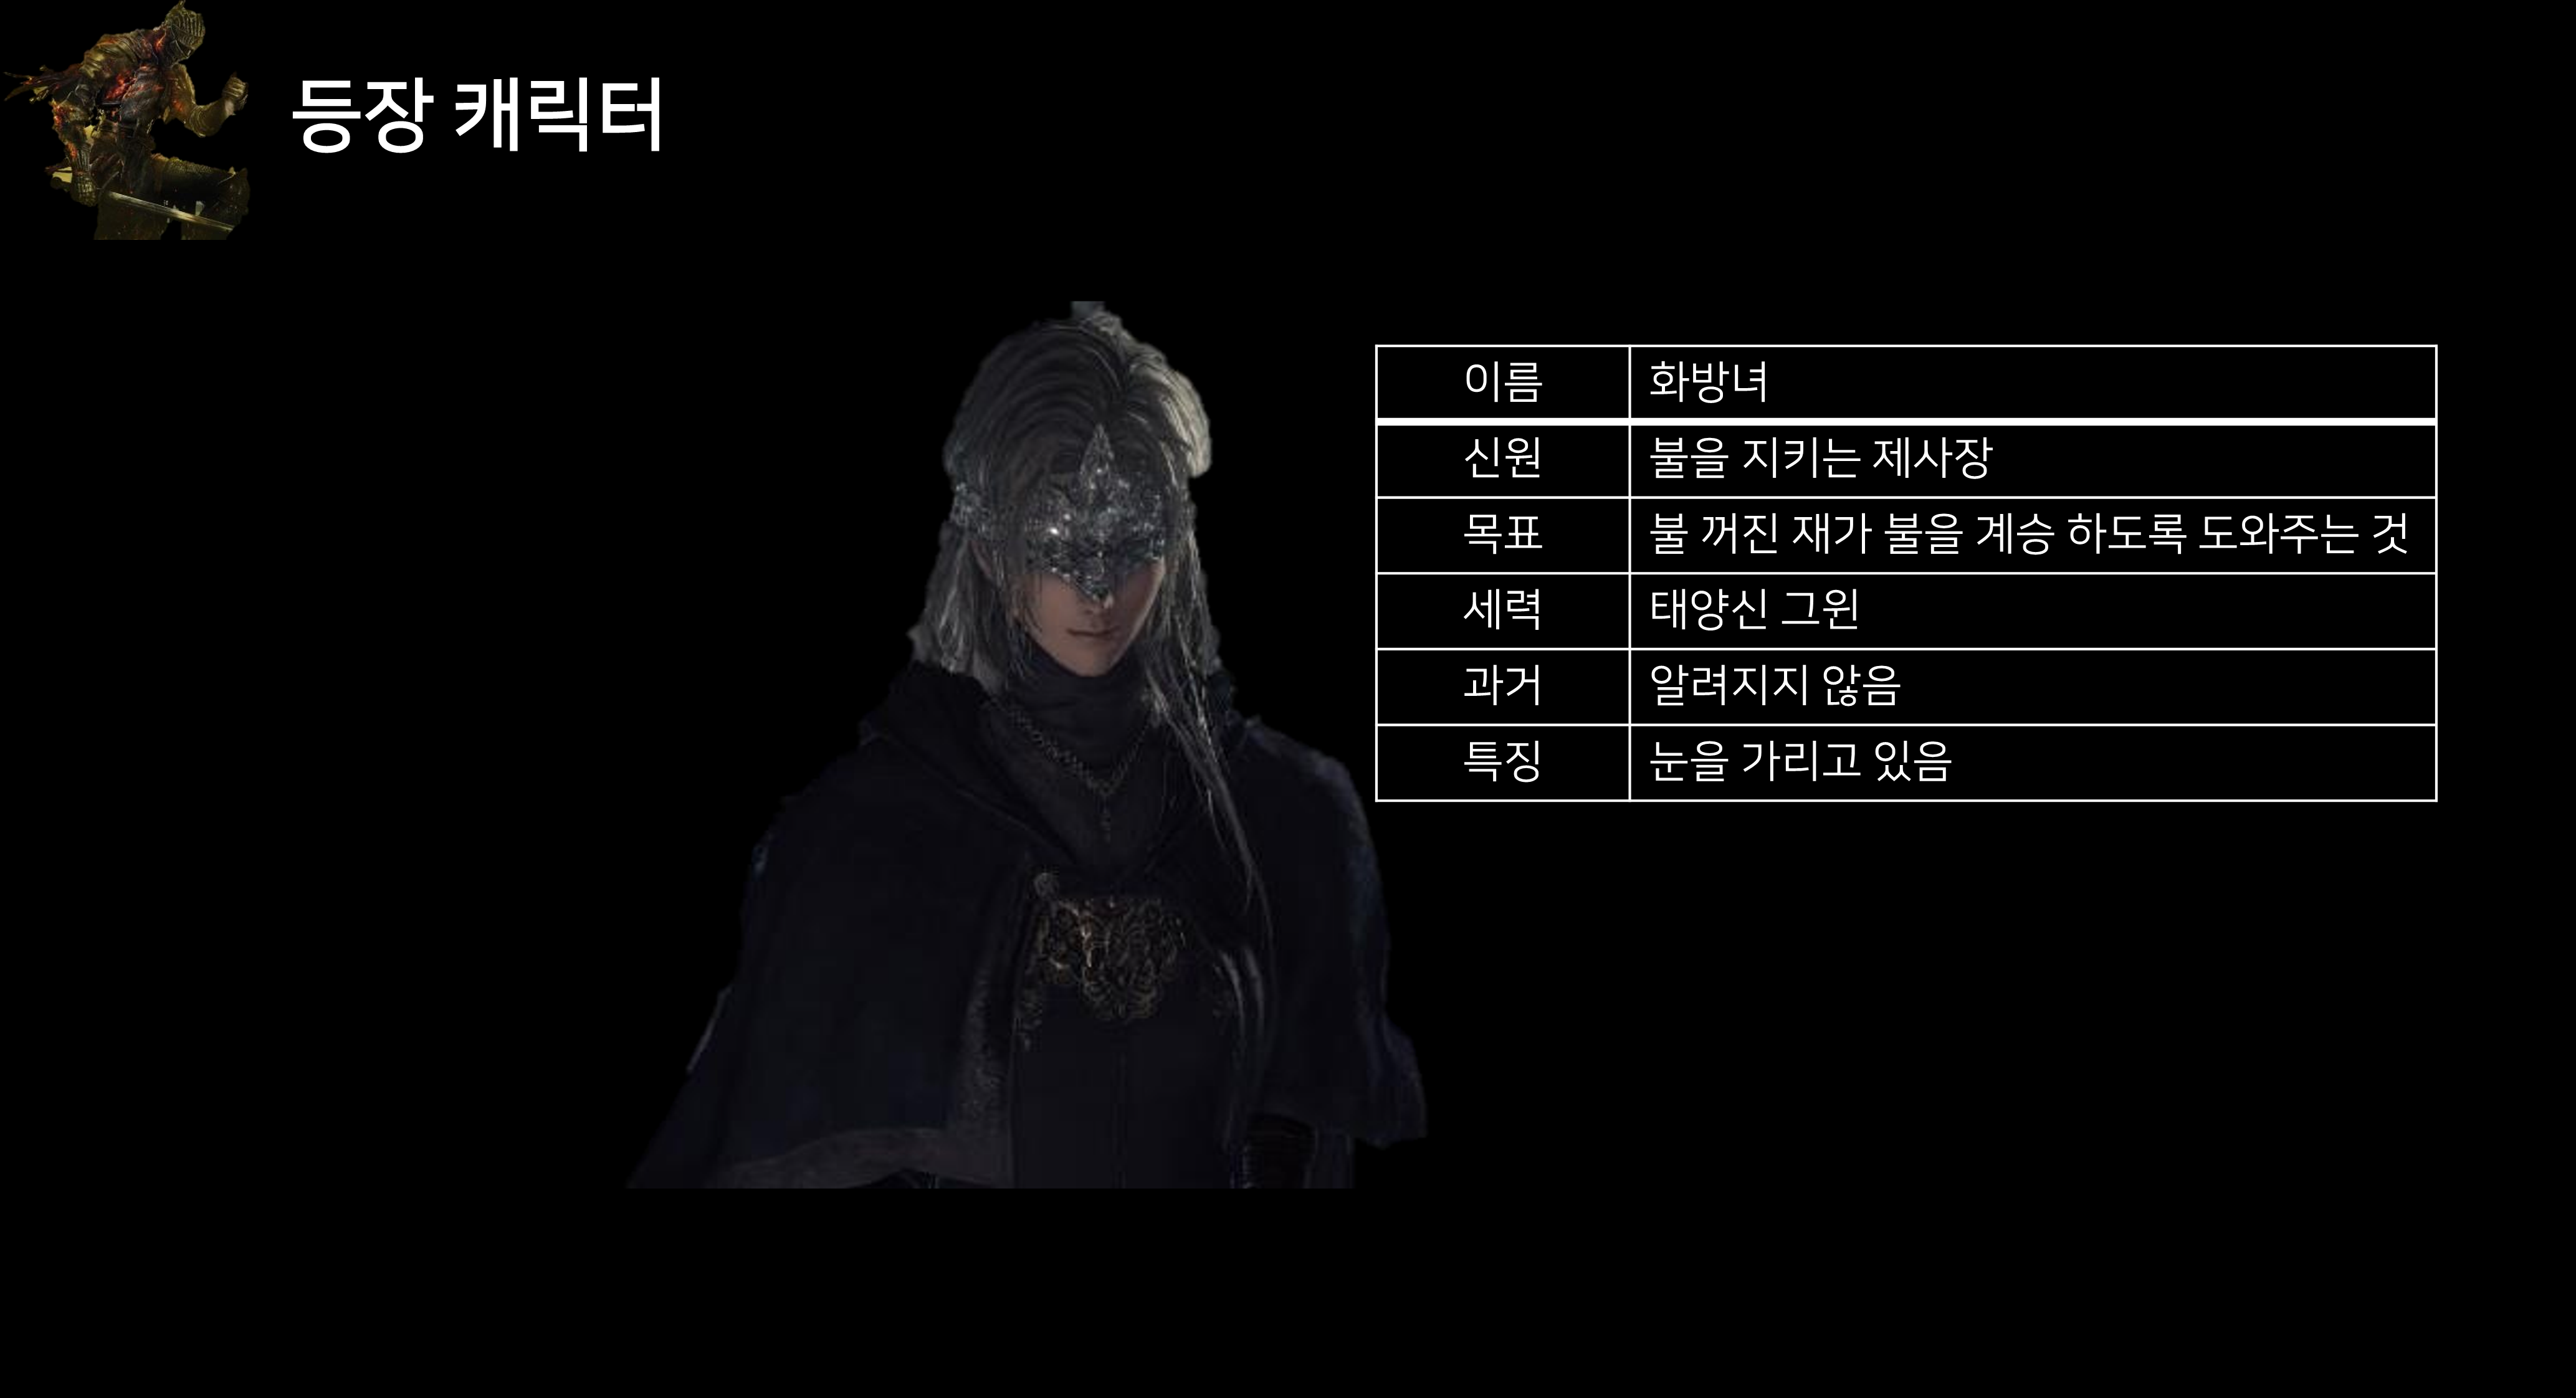 등장 캐릭터
이름 화방녀
신원 불을 지키는 제사장
목표 불 꺼진 재가 불을 계승 하도록 도와주는 것
세력 태양신 그윈
과거 알려지지 않음
특징 눈을 가리고 있음